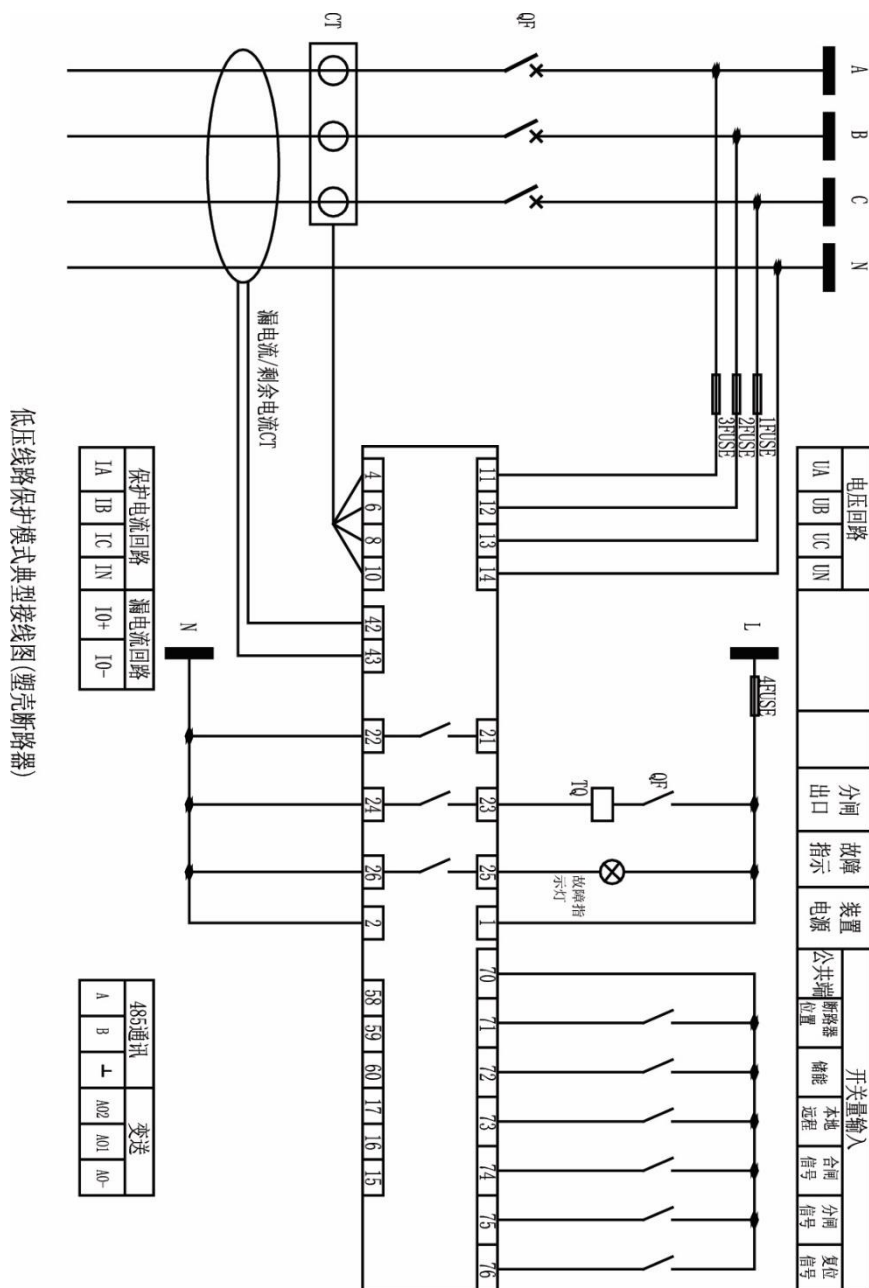 QF
CT
A
B
C
N
漏电流/剩余电流CT
1FUSE
2FUSE
3FUSE
电压回路
UA
UB
UC
UN
保护电流回路
IA
IB
IC
IN
漏电流回路
I0+
I0-
4
6
8
10
42
43
22
24
26
2
58
59
60
17
16
15
11
12
13
14
21
23
25
1
70
71
72
73
74
75
76
N
L
4FUSE
TQ
QF
故障指
示灯
分闸
出口
故障
指示
装置
电源
公共端
开关量输入
断路器
位置
储能
本地
远程
合闸
信号
分闸
信号
复位
信号
485通讯
A
B
⊥
变送
AO2
AO1
AO-
低压线路保护模式典型接线图(塑壳断路器)